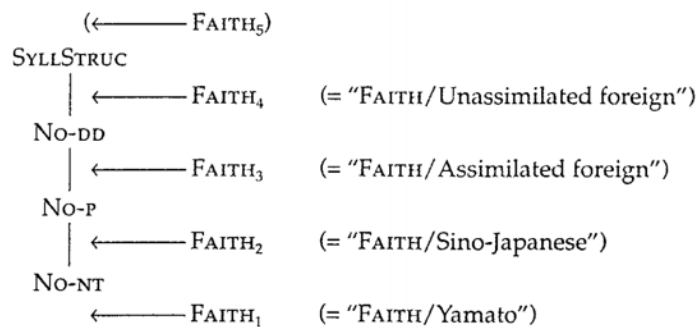 (← FAITH₅)
SYLLSTRUC
← FAITH₄ (= "FAITH/Unassimilated foreign")
NO-DD
← FAITH₃ (= "FAITH/Assimilated foreign")
NO-P
← FAITH₂ (= "FAITH/Sino-Japanese")
NO-NT
← FAITH₁ (= "FAITH/Yamato")